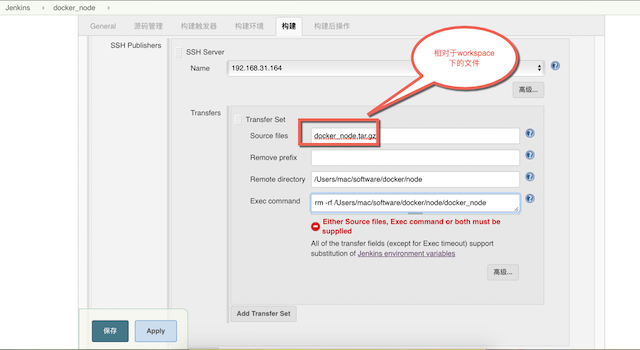 Jenkins › docker_node ›
General 源码管理 构建触发器 构建环境 构建 构建后操作
相对于workspace
下的文件
SSH Publishers
SSH Server
Name 192.168.31.164
高级...
Transfers
Transfer Set
Source files docker_node.tar.gz
Remove prefix
Remote directory /Users/mac/software/docker/node
Exec command rm -rf /Users/mac/software/docker/node/docker_node
Either Source files, Exec command or both must be
supplied
All of the transfer fields (except for Exec timeout) support
substitution of Jenkins environment variables
高级...
Add Transfer Set
保存 Apply